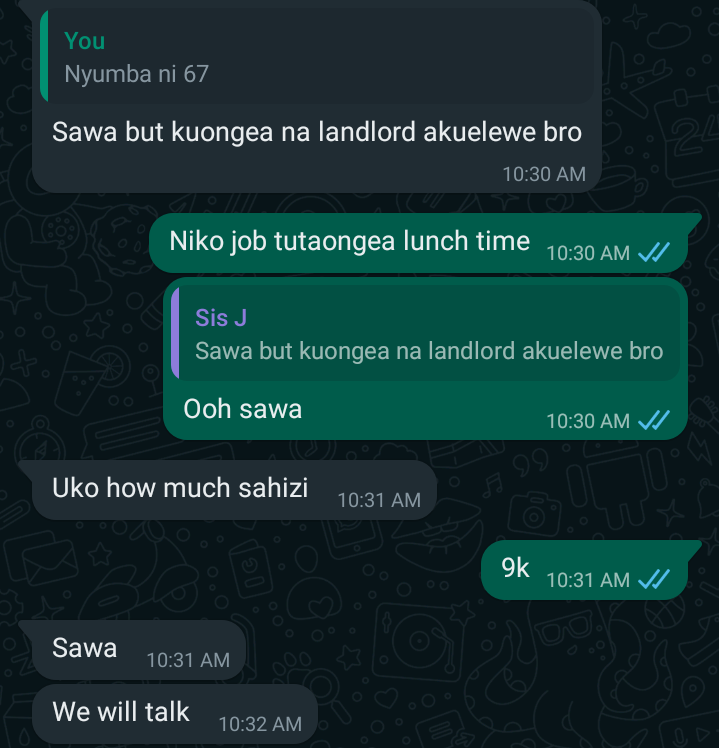 You
Nyumba ni 67
Sawa but kuongea na landlord akuelewe bro
10:30 AM
Niko job tutaongea lunch time 10:30 AM
Sis J
Sawa but kuongea na landlord akuelewe bro
Ooh sawa 10:30 AM
Uko how much sahizi 10:31 AM
9k 10:31 AM
Sawa 10:31 AM
We will talk 10:32 AM